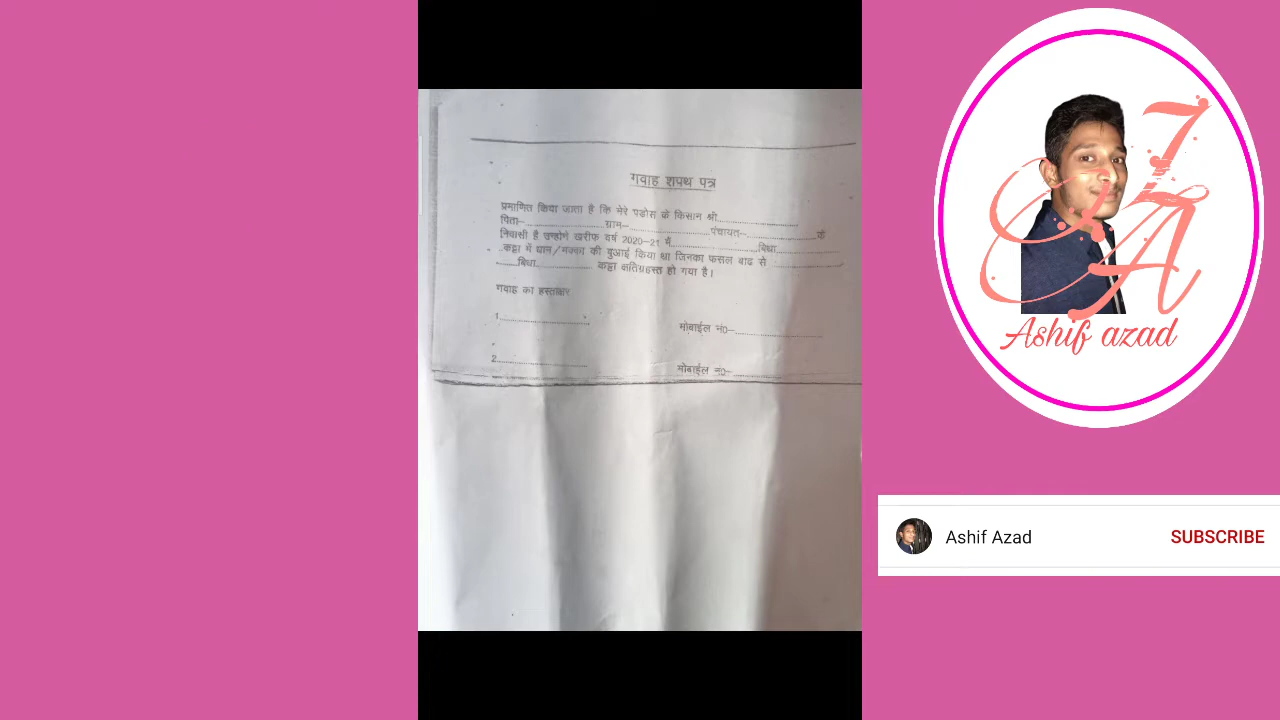 गवाह शपथ पत्र
प्रमाणित किया जाता है कि मेरे पडोस के किसान श्री..............................
पिता-..............................ग्राम-..............................पंचायत-..............................के
निवासी है उन्होंने खरीफ वर्ष 2020-21 में..............................विघा..............................
कट्ठा में धान/मक्का की बुआई किया था जिनका फसल बाढ से ..............................
........बिघा.................... कट्ठा क्षतिग्रहस्त हो गया है।
गवाह का हस्ताक्षर
1..............................
मोबाईल नं0-..............................
2..............................
मोबाईल नं0-................
Ashif azad
Ashif Azad
SUBSCRIBE